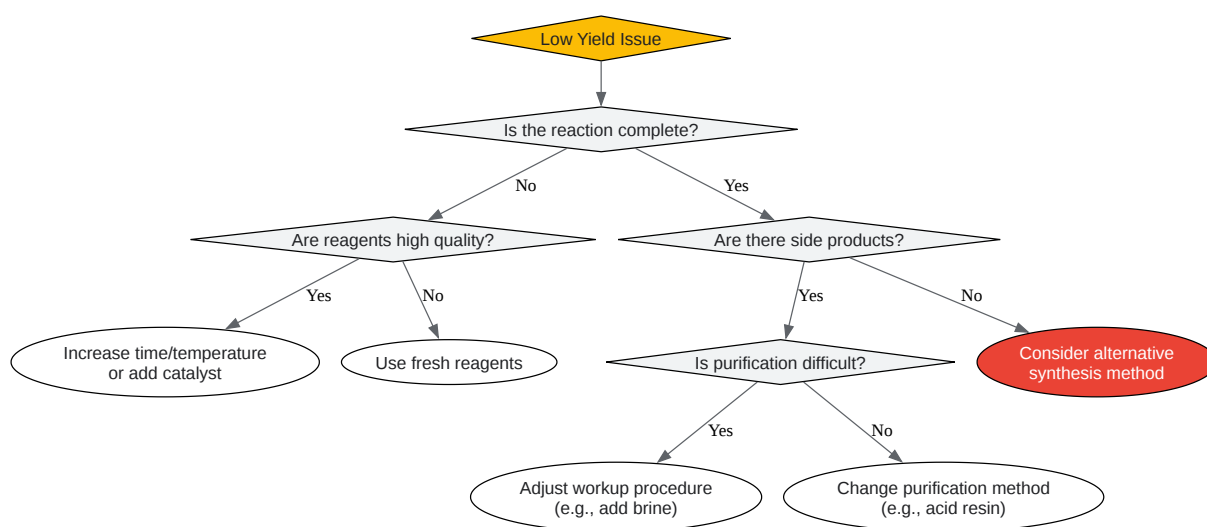 Low Yield Issue
Is the reaction complete?
No
Yes
Are reagents high quality?
Are there side products?
Yes
No
Yes
No
Increase time/temperature
or add catalyst
Use fresh reagents
Is purification difficult?
Consider alternative
synthesis method
Yes
No
Adjust workup procedure
(e.g., add brine)
Change purification method
(e.g., acid resin)